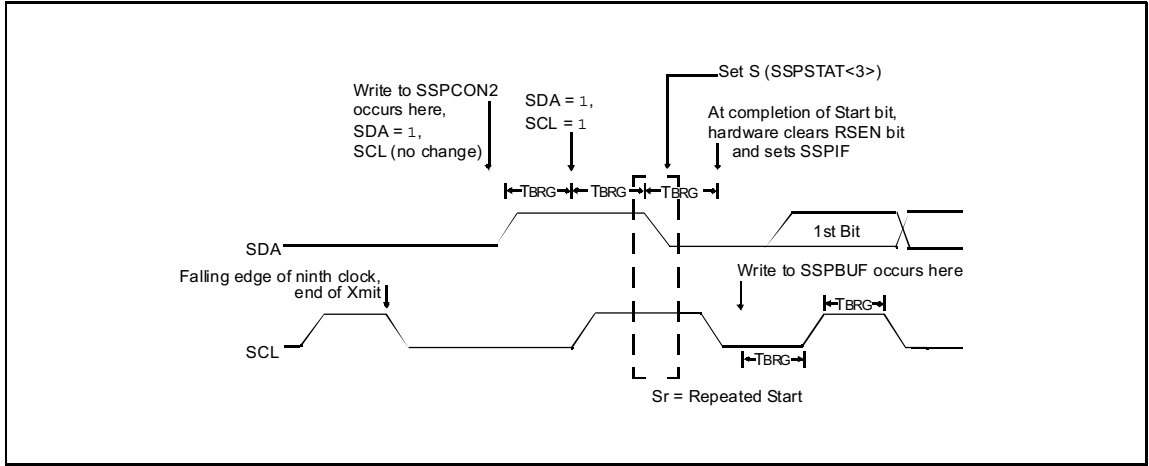 Set S (SSPSTAT<3>)
Write to SSPCON2
occurs here,
SDA = 1,
SCL (no change)
SDA = 1,
SCL = 1
At completion of Start bit,
hardware clears RSEN bit
and sets SSPIF
TBRG TBRG TBRG
SDA
1st Bit
Falling edge of ninth clock,
end of Xmit
Write to SSPBUF occurs here
TBRG
SCL
TBRG
Sr = Repeated Start